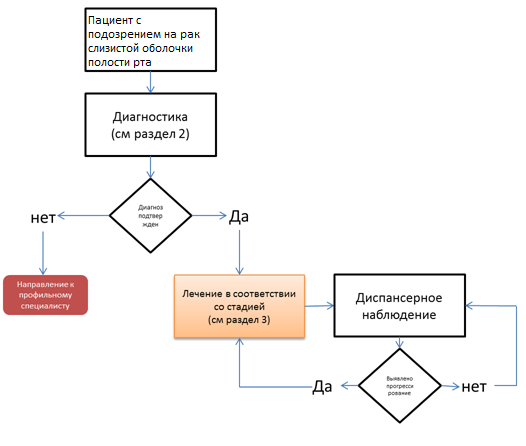 Пациент с
подозрением на рак
слизистой оболочки
полости рта
Диагностика
(см раздел 2)
Диагноз
подтвер
жден
нет
Да
Направление к
профильному
специалисту
Лечение в соответствии
со стадией
(см раздел 3)
Диспансерное
наблюдение
Выявлено
прогресси
рование
Да
нет